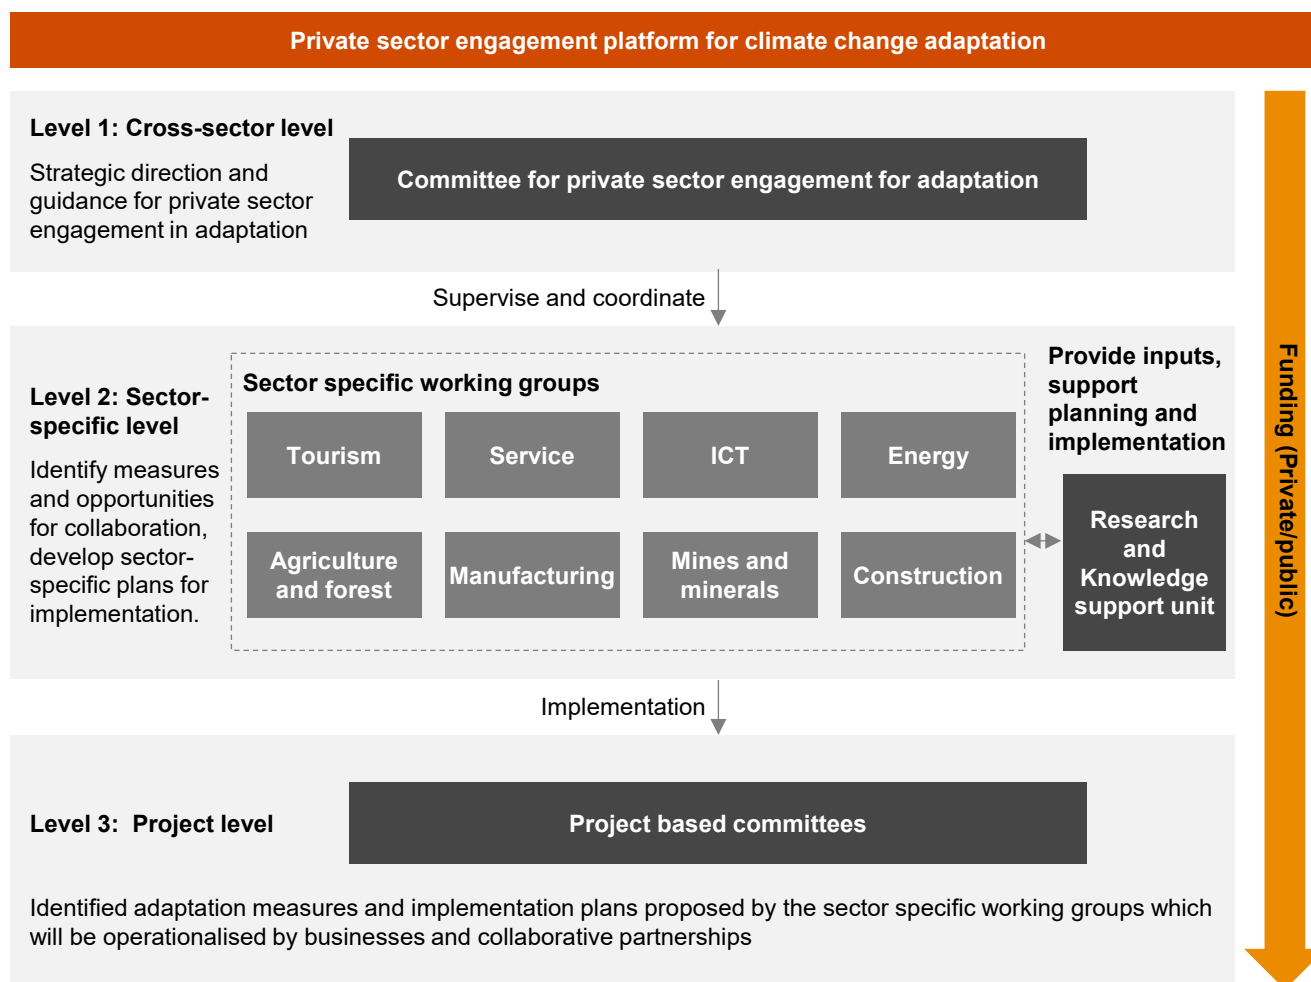 Private sector engagement platform for climate change adaptation
Level 1: Cross-sector level
Strategic direction and
guidance for private sector
engagement in adaptation
Committee for private sector engagement for adaptation
Supervise and coordinate
Level 2: Sector-
specific level
Identify measures
and opportunities
for collaboration,
develop sector-
specific plans for
implementation.
Sector specific working groups
Tourism
Service
ICT
Energy
Agriculture
and forest
Manufacturing
Mines and
minerals
Construction
Provide inputs,
support
planning and
implementation
Research
and
Knowledge
support unit
Implementation
Level 3:  Project level
Project based committees
Identified adaptation measures and implementation plans proposed by the sector specific working groups which
will be operationalised by businesses and collaborative partnerships
Funding (Private/public)